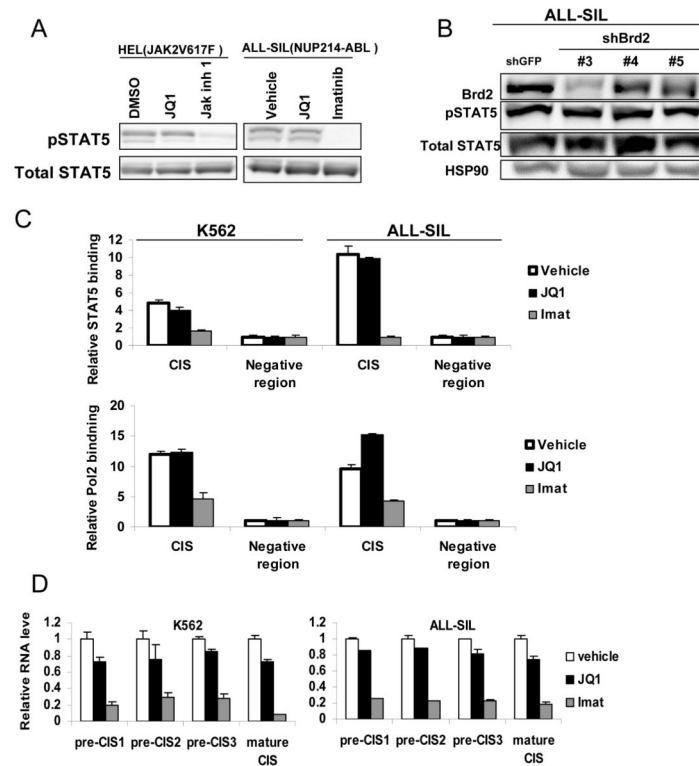 A
HEL(JAK2V617F)
ALL-SIL(NUP214-ABL )
DMSO
JQ1
Jak inh 1
Vehicle
JQ1
Imatinib
pSTAT5
Total STAT5
B
ALL-SIL
shBrd2
shGFP
#3
#4
#5
Brd2
pSTAT5
Total STAT5
HSP90
C
K562
ALL-SIL
Relative STAT5 binding
12
10
8
6
4
2
0
CIS
Negative region
CIS
Negative region
Vehicle
JQ1
Imat
Relative Pol2 bindning
20
15
10
5
0
CIS
Negative region
CIS
Negative region
Vehicle
JQ1
Imat
D
K562
Relative RNA level
1.2
1
0.8
0.6
0.4
0.2
0
pre-CIS1
pre-CIS2
pre-CIS3
mature CIS
ALL-SIL
1.2
1
0.8
0.6
0.4
0.2
0
pre-CIS1
pre-CIS2
pre-CIS3
mature CIS
vehicle
JQ1
Imat